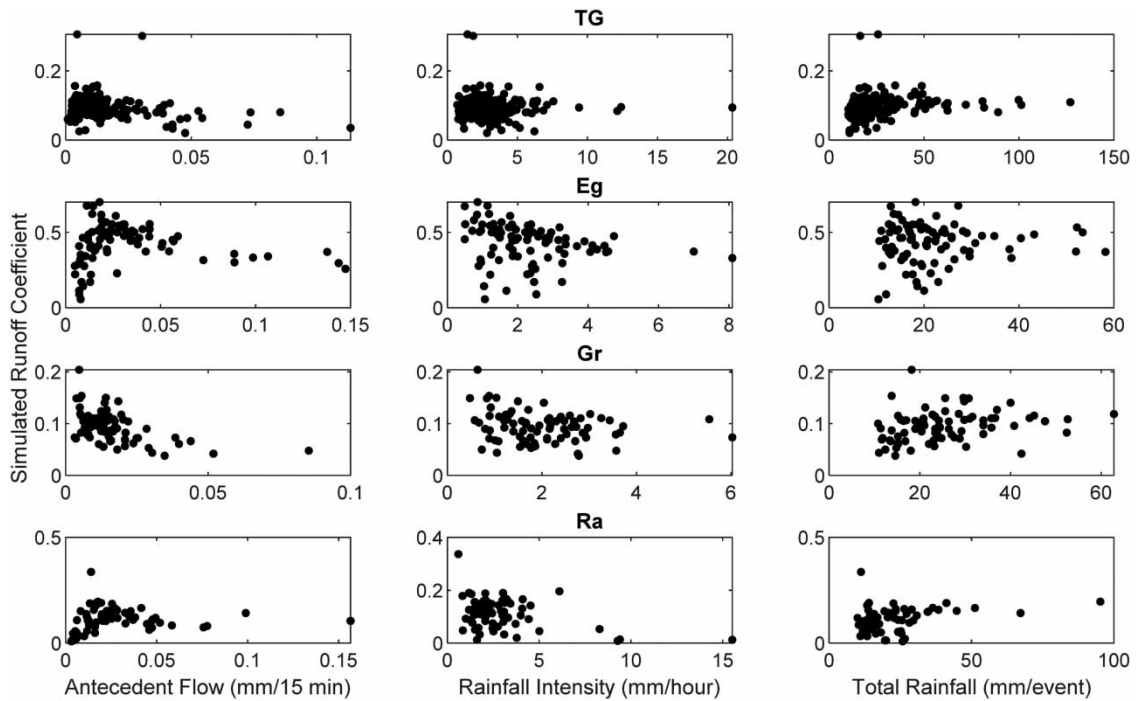 TG
0.2
0
0 0.05 0.1
0.2
0
0 5 10 15 20
0.2
0
0 50 100 150
Eg
0.5
0
0 0.05 0.1 0.15
0.5
0
0 2 4 6 8
0.5
0
0 20 40 60
Simulated Runoff Coefficient
Gr
0.2
0.1
0
0 0.05 0.1
0.2
0.1
0
0 2 4 6
0.2
0.1
0
0 20 40 60
Ra
0.5
0
0 0.05 0.1 0.15
0.4
0.2
0
0 5 10 15
0.5
0
0 50 100
Antecedent Flow (mm/15 min)
Rainfall Intensity (mm/hour)
Total Rainfall (mm/event)